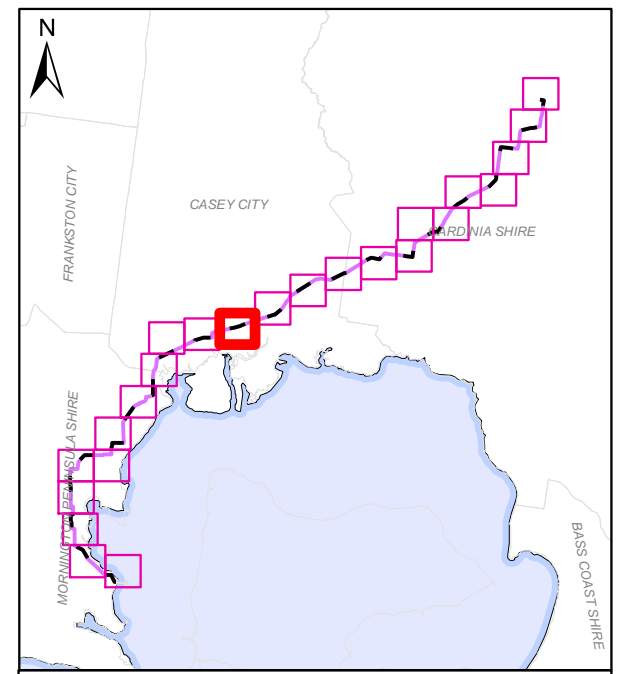 N
FRANKSTON CITY
CASEY CITY
CARDINIA SHIRE
MORNINGTON PENINSULA SHIRE
BASS COAST SHIRE